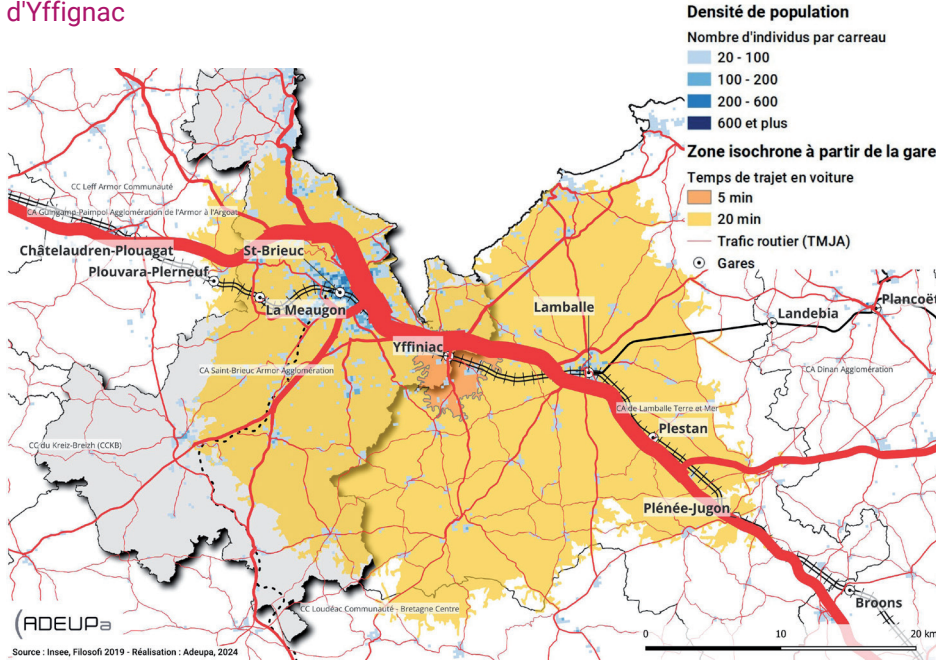 d'Yffignac
Densité de population
Nombre d'individus par carreau
20 - 100
100 - 200
200 - 600
600 et plus
Zone isochrone à partir de la gare
Temps de trajet en voiture
5 min
20 min
Trafic routier (TMJA)
Gares
CC Leff Armor Communauté
CA Guingamp-Paimpol Agglomération de l'Armor à l'Argoat
Châtelaudren-Plouagat
St-Brieuc
Plouvara-Plerneuf
La Meaugon
Lamballe
Landebia
Plancoët
Yffiniac
CA Saint-Brieuc Armor Agglomération
CA Dinan Agglomération
CA de Lamballe Terre et Mer
Plestan
CC du Kreiz-Breizh (CCKB)
Plénée-Jugon
CC Loudéac Communauté - Bretagne Centre
Broons
ADEUPa
0 10 20 km
Source : Insee, Filosofi 2019 - Réalisation : Adeupa, 2024